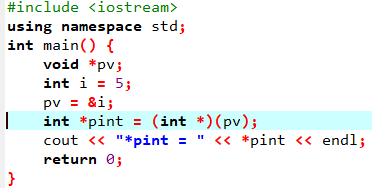 #include <iostream>
using namespace std;
int main() {
    void *pv;
    int i = 5;
    pv = &i;
    int *pint = (int *)(pv);
    cout << "*pint = " << *pint << endl;
    return 0;
}